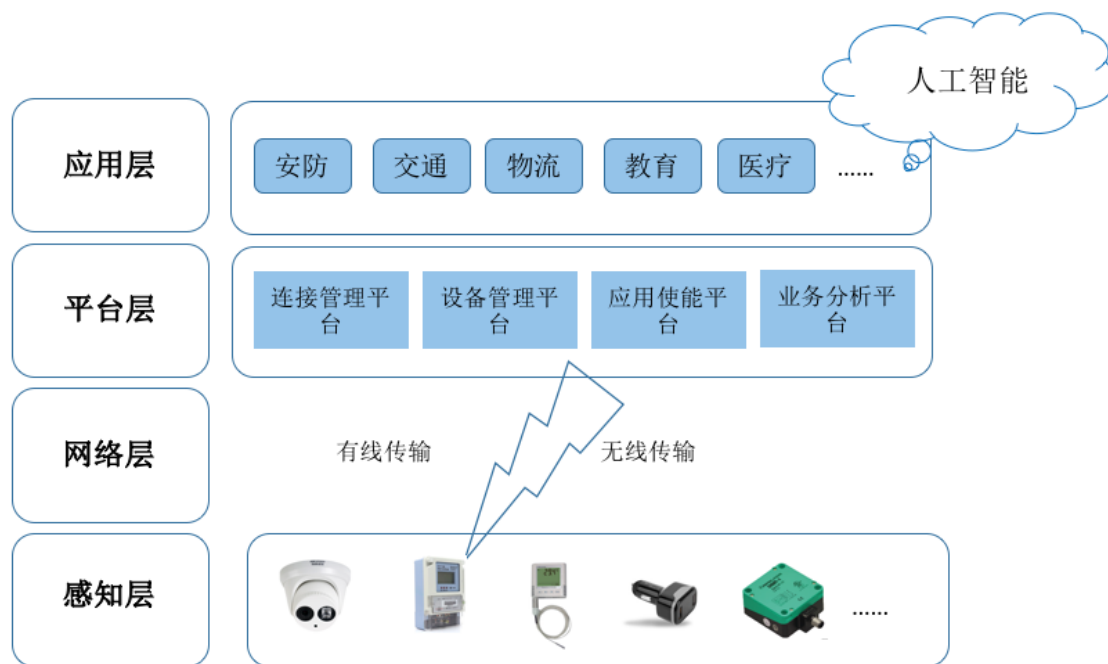 人工智能
应用层
安防
交通
物流
教育
医疗
......
平台层
连接管理平
台
设备管理平
台
应用使能平
台
业务分析平
台
网络层
有线传输
无线传输
感知层
......